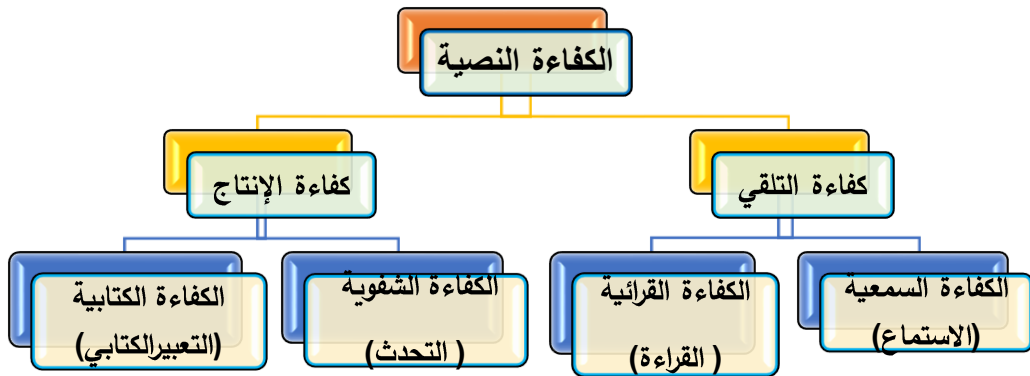 الكفاءة النصية
كفاءة التلقي
كفاءة الإنتاج
الكفاءة السمعية
(الاستماع)
الكفاءة القرائية
( القراءة)
الكفاءة الشفوية
( التحدث)
الكفاءة الكتابية
(التعبيرالكتابي)